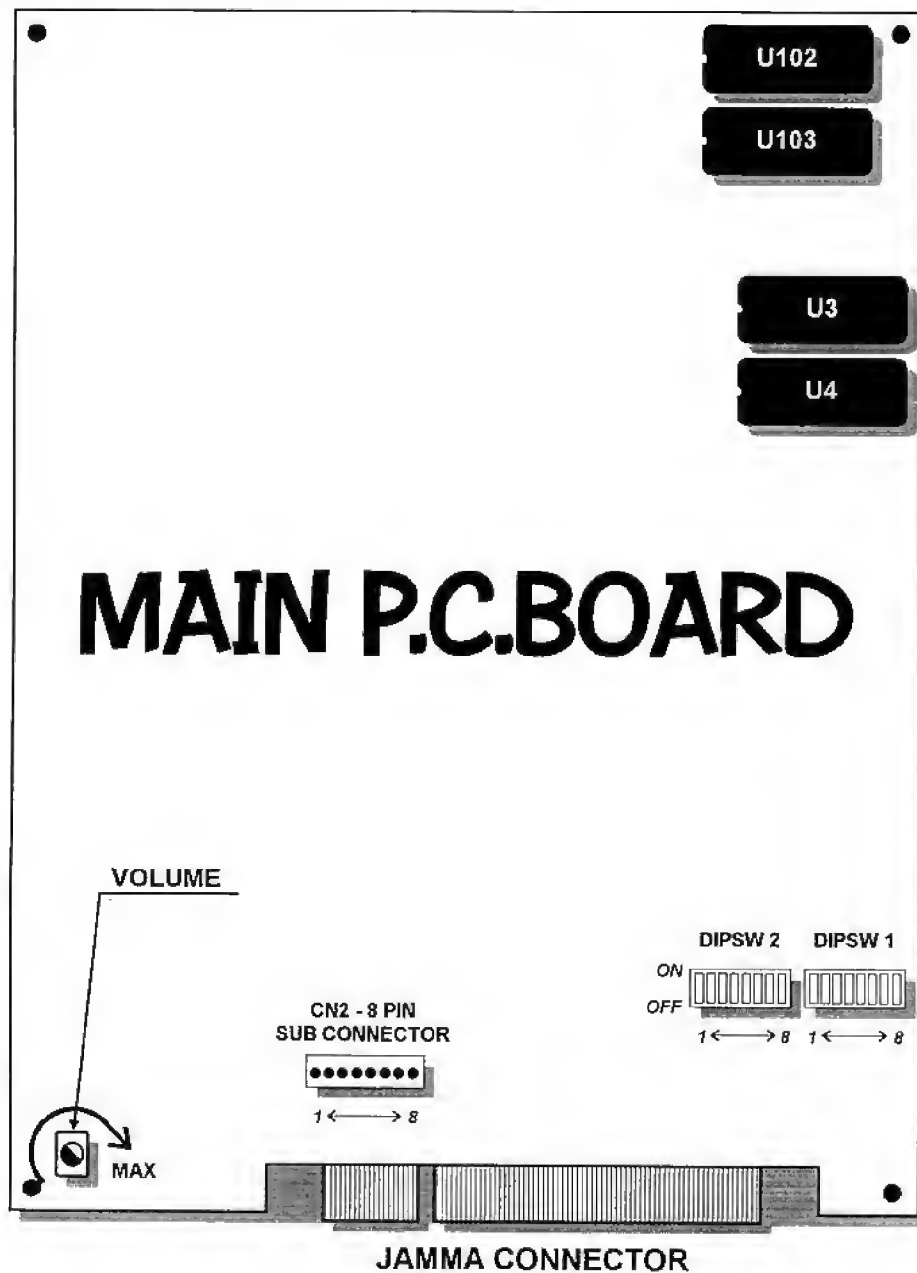 U102
U103
U3
U4
MAIN P.C.BOARD
VOLUME
DIPSW 2 DIPSW 1
ON
OFF
1 8 1 8
CN2 - 8 PIN
SUB CONNECTOR
1 8
MAX
JAMMA CONNECTOR